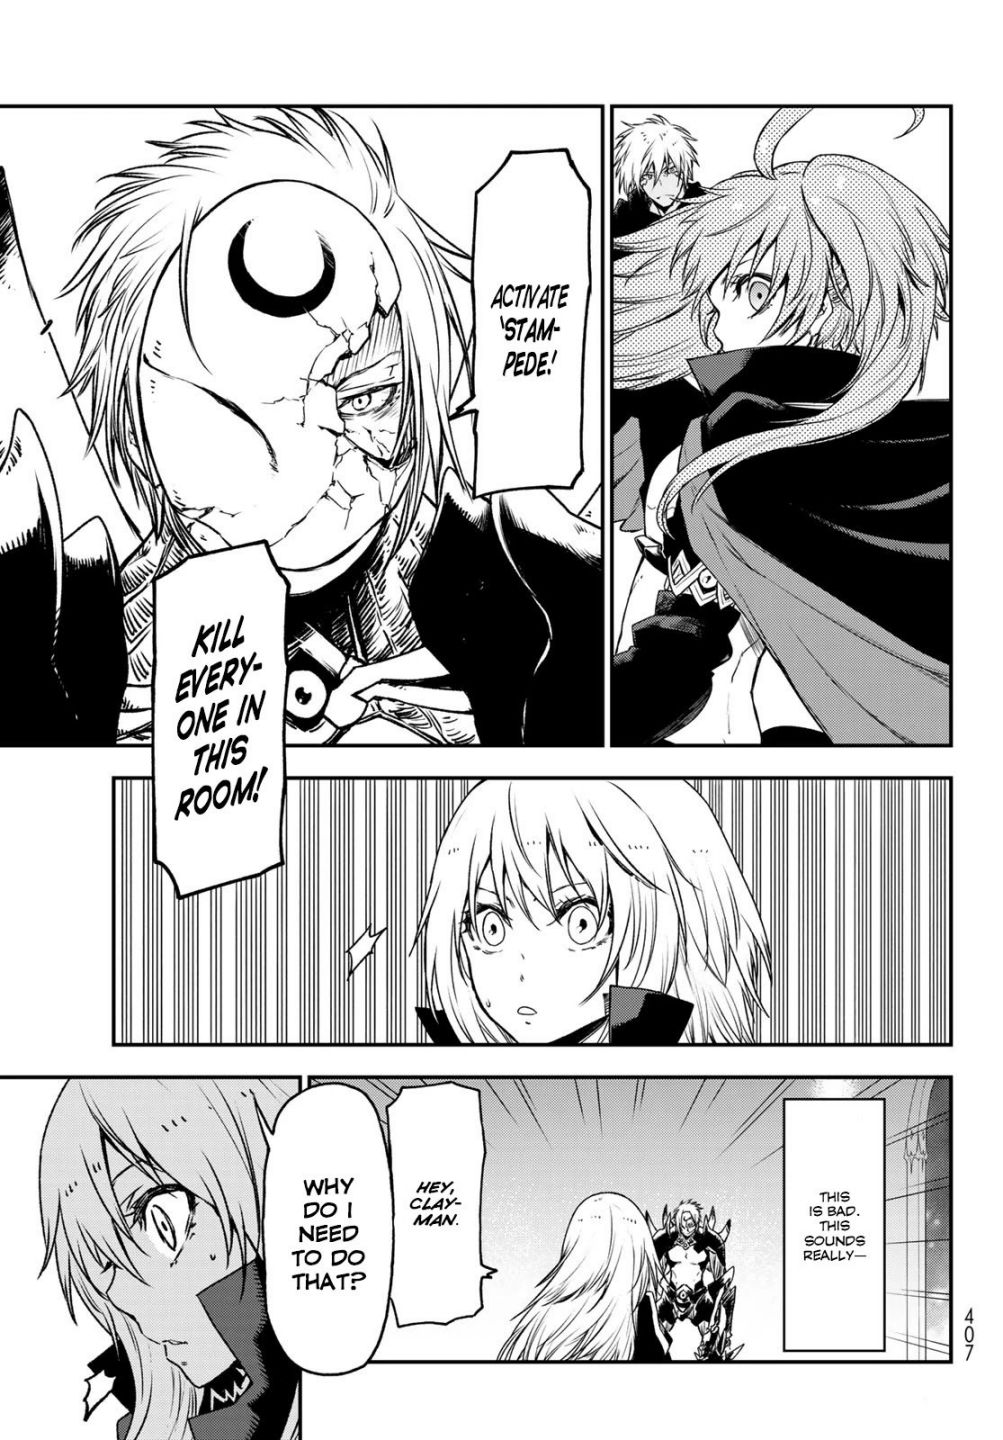 ACTIVATE
'STAM-
PEDE!
KILL
EVERY-
ONE IN
THIS
ROOM!
THIS
IS BAD.
THIS
SOUNDS
REALLY—
HEY,
CLAY-
MAN.
WHY
DO I
NEED
TO DO
THAT?
407